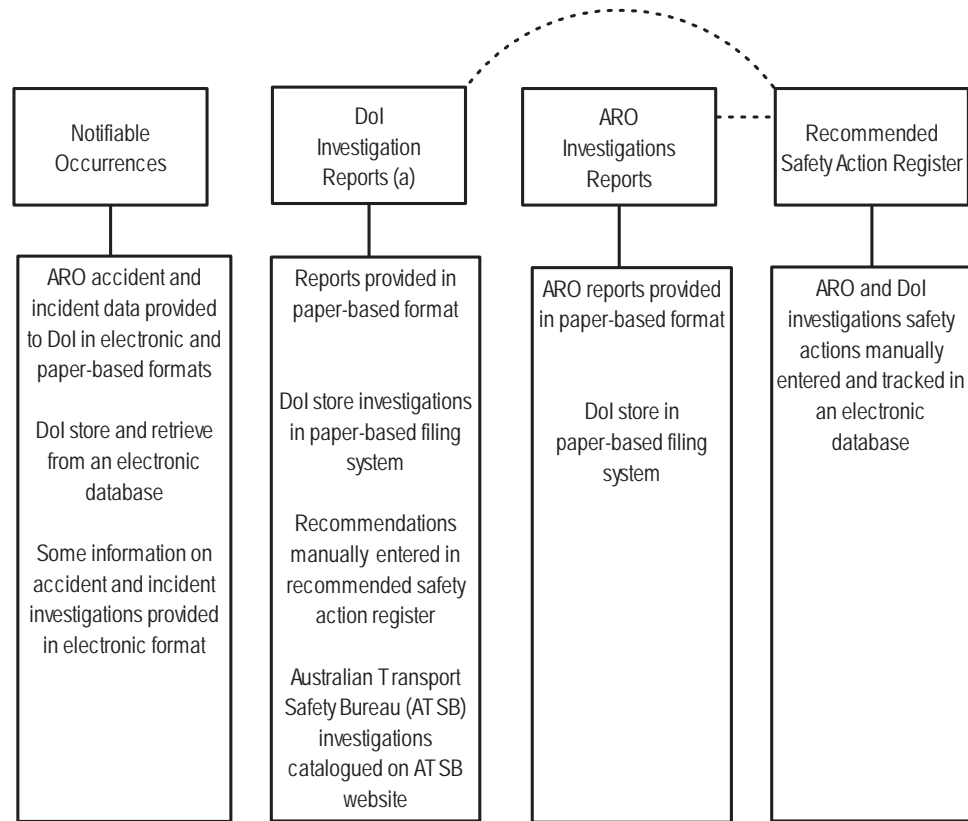 Notifiable
Occurrences
DoI
Investigation
Reports (a)
ARO
Investigations
Reports
Recommended
Safety Action Register
ARO accident and
incident data provided
to DoI in electronic and
paper-based formats
DoI store and retrieve
from an electronic
database
Some information on
accident and incident
investigations provided
in electronic format
Reports provided in
paper-based format
DoI store investigations
in paper-based filing
system
Recommendations
manually entered in
recommended safety
action register
Australian Transport
Safety Bureau (ATSB)
investigations
catalogued on ATSB
website
ARO reports provided
in paper-based format
DoI store in
paper-based filing
system
ARO and DoI
investigations safety
actions manually
entered and tracked in
an electronic
database